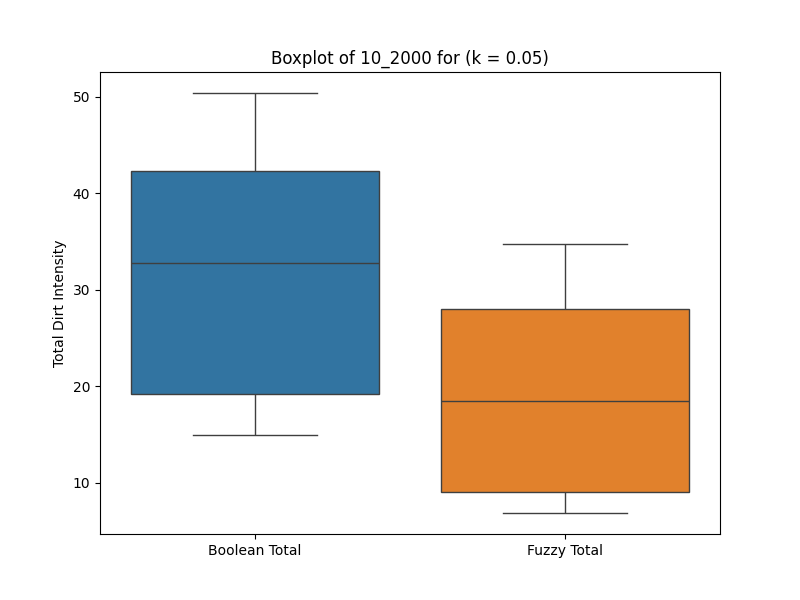 Boxplot of 10_2000 for (k = 0.05)
50
40
30
20
10
Total Dirt Intensity
Boolean Total
Fuzzy Total